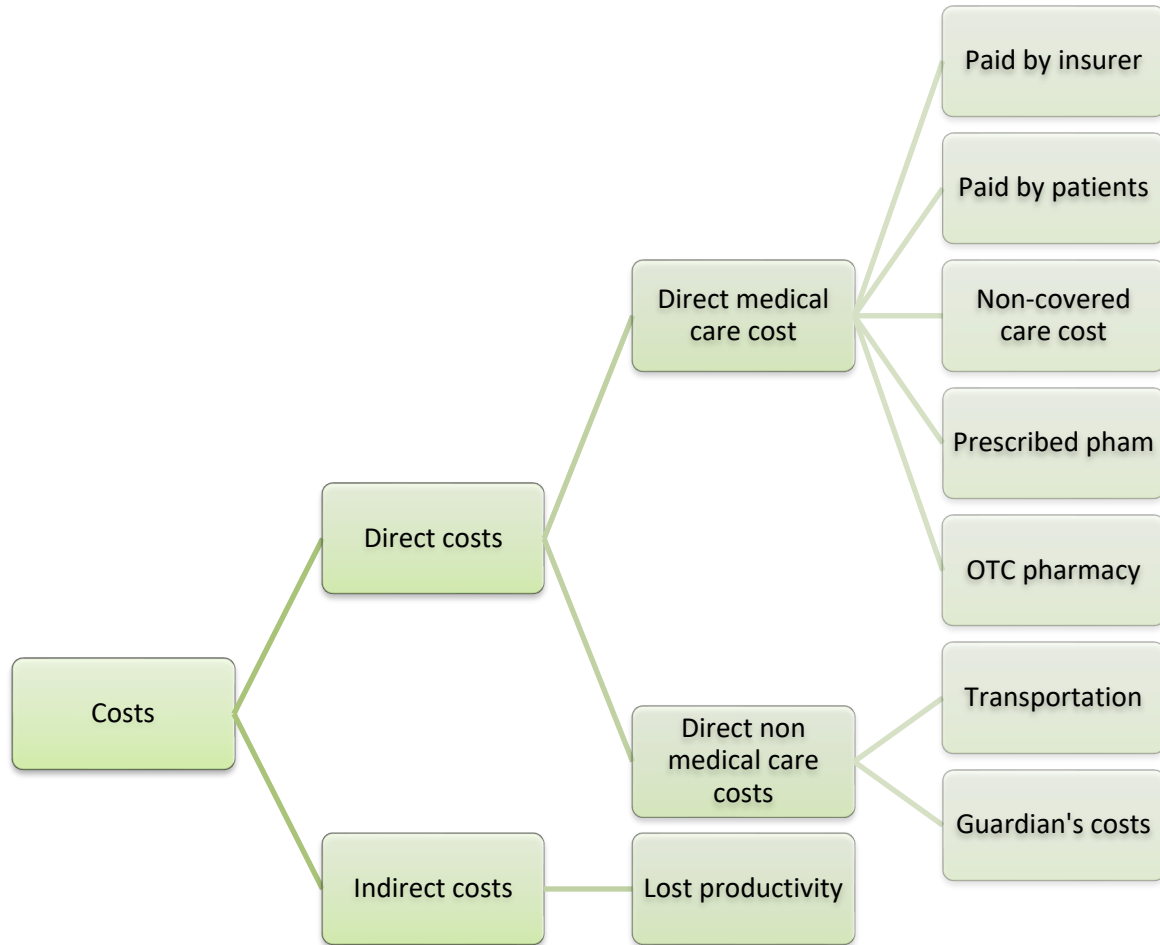 Paid by insurer
Paid by patients
Direct medical
care cost
Non-covered
care cost
Prescribed pham
Direct costs
OTC pharmacy
Costs
Transportation
Direct non
medical care
costs
Guardian's costs
Indirect costs
Lost productivity